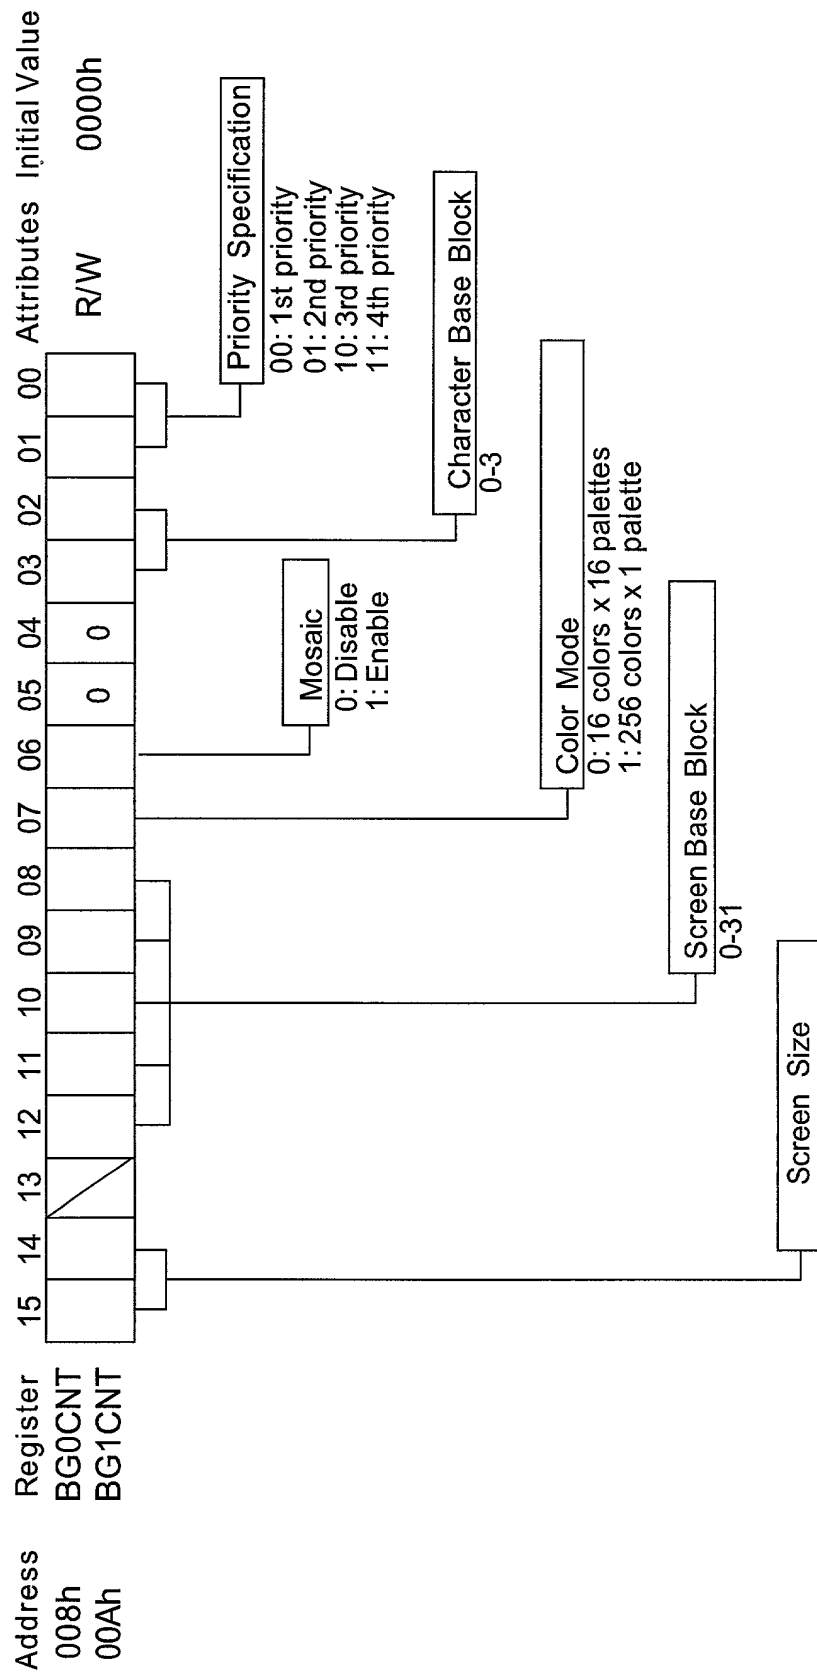 Address Register 15 14 13 12 11 10 09 08 07 06 05 04 03 02 01 00 Attributes Initial Value
008h BG0CNT R/W 0000h
00Ah BG1CNT 0 0
Priority Specification
00:1st priority
01:2nd priority
10:3rd priority
11:4th priority
Mosaic
0:Disable
1:Enable
Character Base Block
0-3
Color Mode
0:16 colors x 16 palettes
1:256 colors x 1 palette
Screen Base Block
0-31
Screen Size